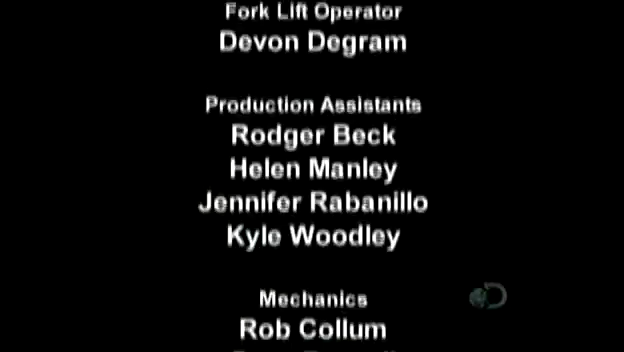 Fork Lift Operator
Devon Degram
Production Assistants
Rodger Beck
Helen Manley
Jennifer Rabanillo
Kyle Woodley
Mechanics
Rob Collum